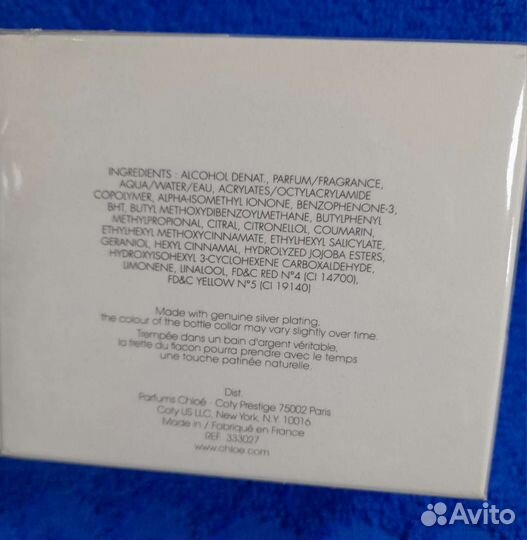 INGREDIENTS : ALCOHOL DENAT., PARFUM/FRAGRANCE,
AQUA/WATER/EAU, ACRYLATES/OCTYLACRYLAMIDE
COPOLYMER, ALPHA-ISOMETHYL IONONE, BENZOPHENONE-3,
BHT, BUTYL METHOXYDIBENZOYLMETHANE, BUTYLPHENYL
METHYLPROPIONAL, CITRAL, CITRONELLOL, COUMARIN,
ETHYLHEXYL METHOXYCINNAMATE, ETHYLHEXYL SALICYLATE,
GERANIOL, HEXYL CINNAMAL, HYDROLYZED JOJOBA ESTERS,
HYDROXYISOHEXYL 3-CYCLOHEXENE CARBOXALDEHYDE,
LIMONENE, LINALOOL, FD&C RED N°4 (CI 14700),
FD&C YELLOW N°5 (CI 19140)
Made with genuine silver plating:
the colour of the bottle collar may vary slightly over time.
Trempée dans un bain d'argent véritable,
la frette du flacon pourra prendre avec le temps
une touche patinée naturelle.
Dist.
Parfums Chloé - Coty Prestige 75002 Paris
Coty US LLC, New York, N.Y. 10016
Made in / Fabriqué en France
REF. 333027
www.chloe.com
Avito